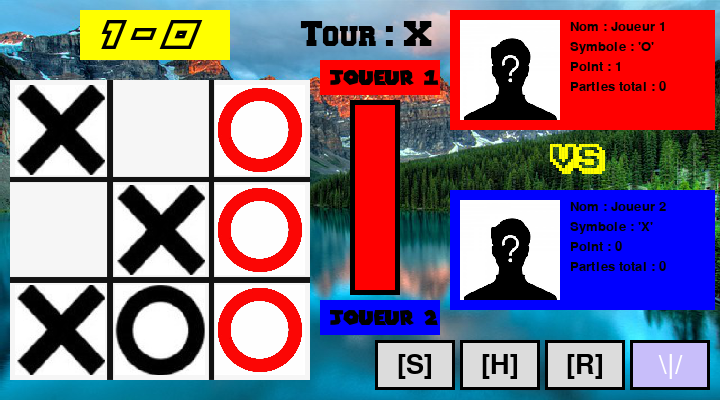 1-0
Tour : X
JOUEUR 1
Nom : Joueur 1
Symbole : 'O'
Point : 1
Parties total : 0
VS
Nom : Joueur 2
Symbole : 'X'
Point : 0
Parties total : 0
JOUEUR 2
[S] [H] [R] \|/